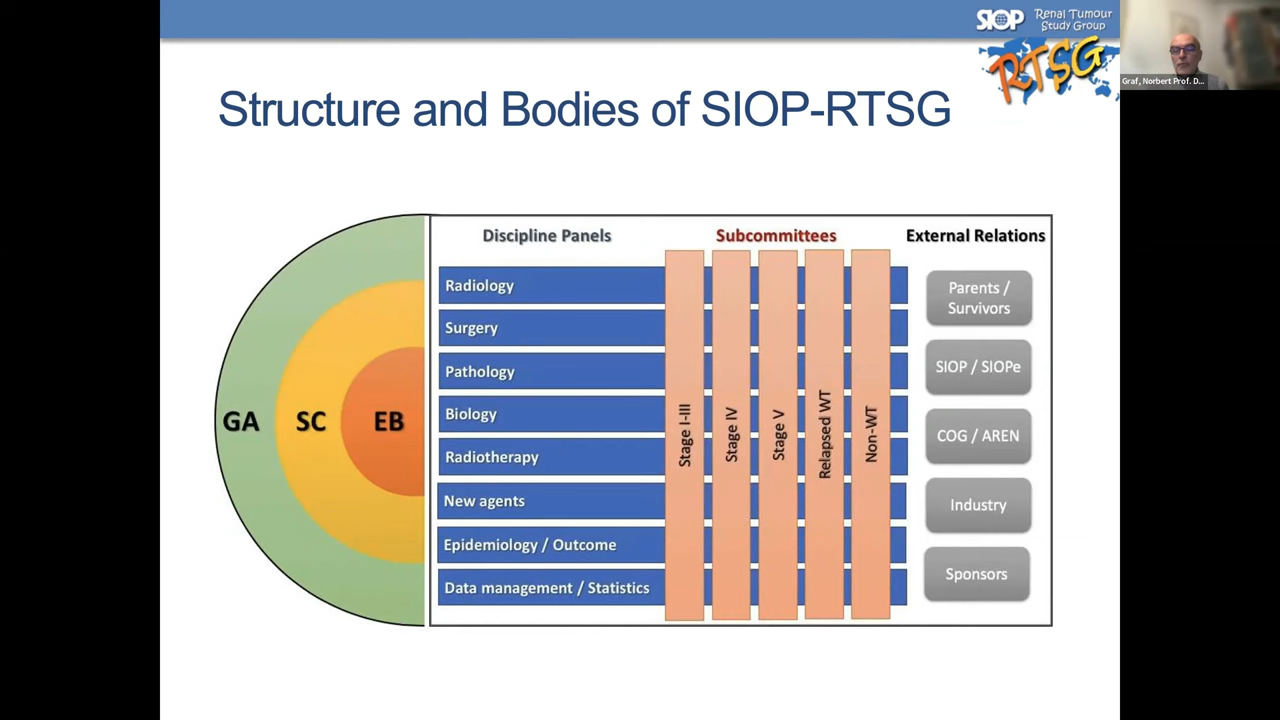 SIOP
Renal Tumour
Study Group
RTSG
Graf, Norbert Prof. D...
Structure and Bodies of SIOP-RTSG
GA
SC
EB
Discipline Panels
Subcommittees
External Relations
Radiology
Surgery
Pathology
Biology
Radiotherapy
New agents
Epidemiology / Outcome
Data management / Statistics
Stage I-III
Stage IV
Stage V
Relapsed WT
Non-WT
Parents /
Survivors
SIOP / SIOPe
COG / AREN
Industry
Sponsors